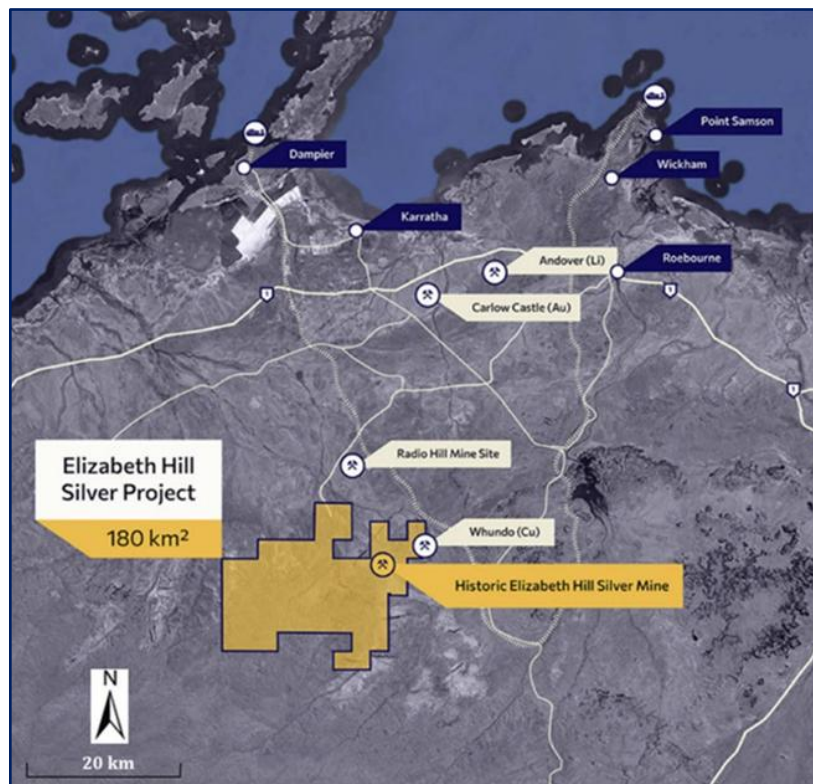 Point Samson
Dampier
Wickham
Karratha
Andover (Li)
Roebourne
Carlow Castle (Au)
1
1
1
Elizabeth Hill
Silver Project
180 km²
Radio Hill Mine Site
Whundo (Cu)
Historic Elizabeth Hill Silver Mine
N
20 km